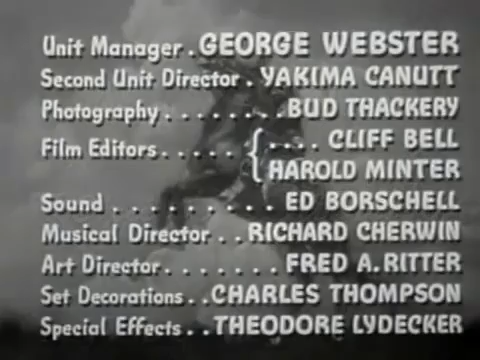 Unit Manager . GEORGE WEBSTER
Second Unit Director . YAKIMA CANUTT
Photography . . . . . . . . BUD THACKERY
Film Editors . . . . . { . . . . CLIFF BELL
HAROLD MINTER
Sound . . . . . . . . . ED BORSCHELL
Musical Director . . RICHARD CHERWIN
Art Director . . . . . . . FRED A. RITTER
Set Decorations . . CHARLES THOMPSON
Special Effects . . THEODORE LYDECKER